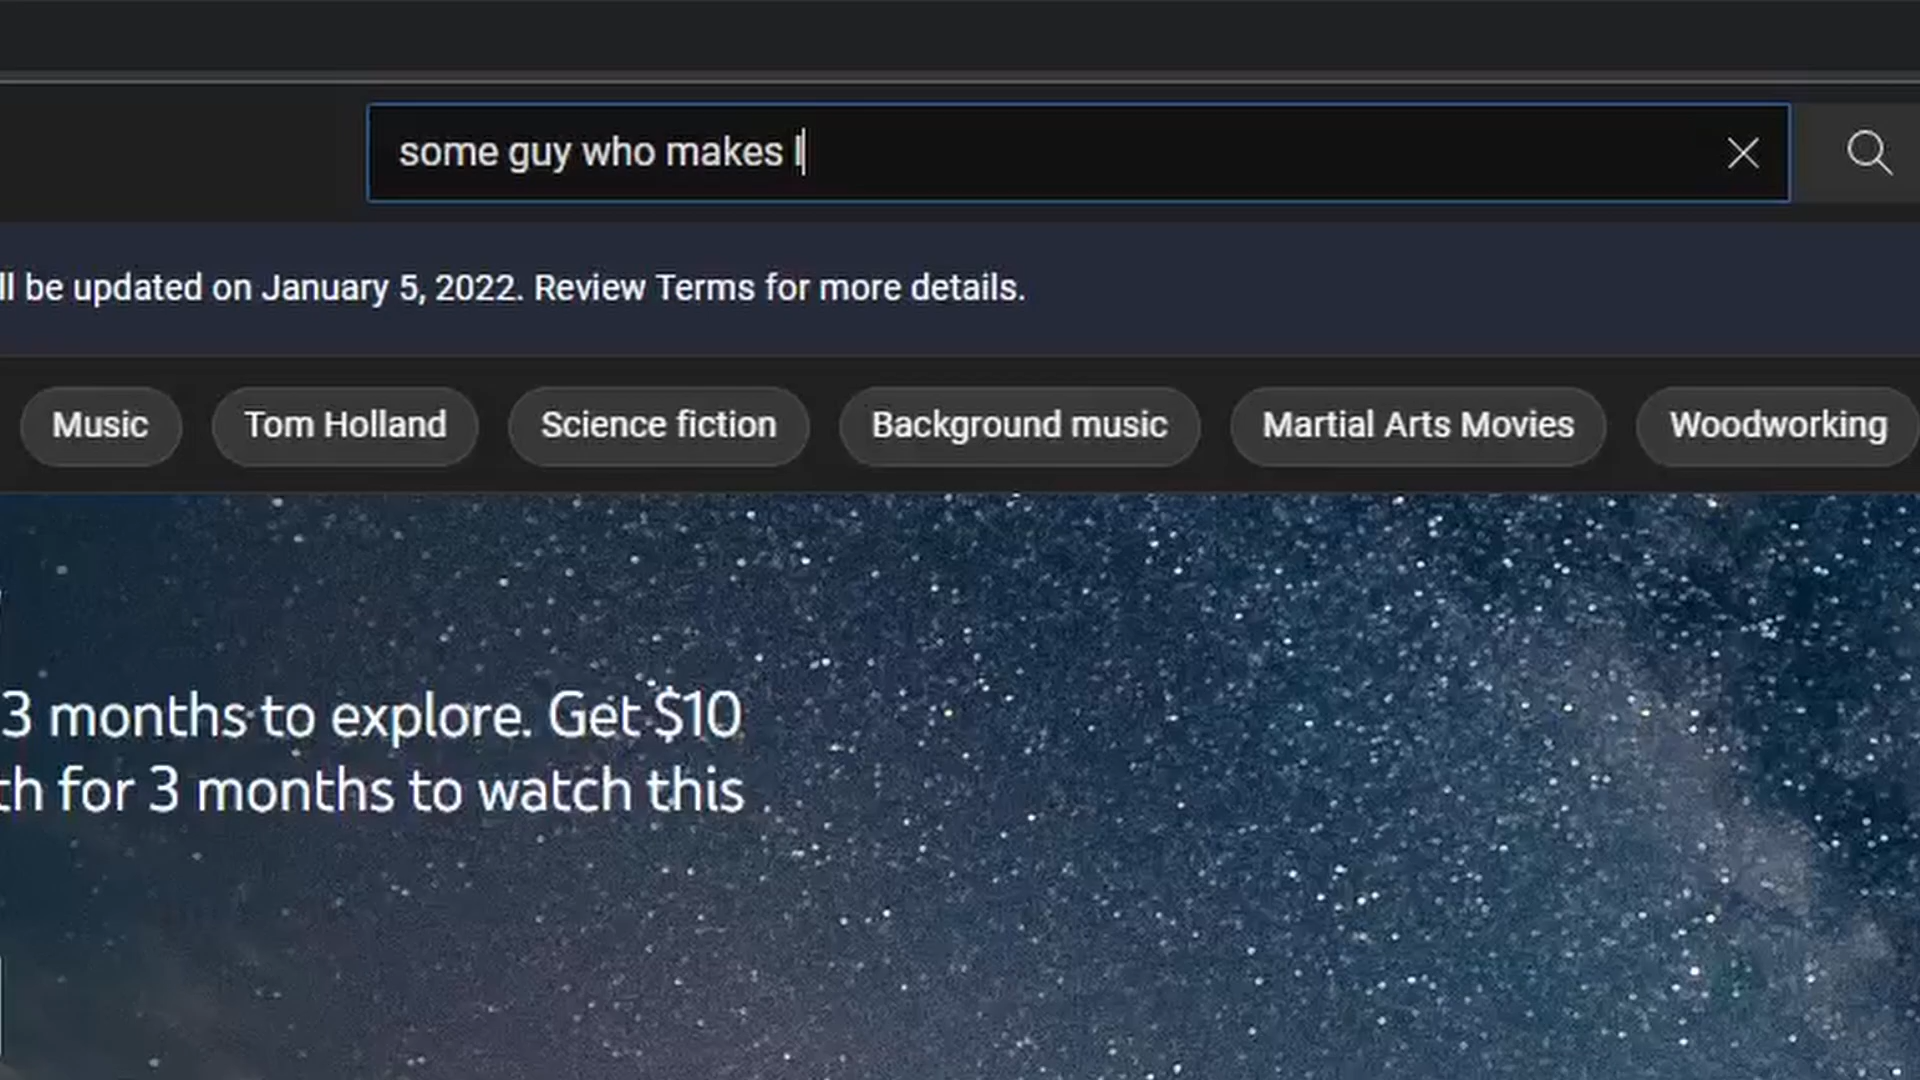 some guy who makes l
ll be updated on January 5, 2022. Review Terms for more details.
Music Tom Holland Science fiction Background music Martial Arts Movies Woodworking
3 months to explore. Get $10
th for 3 months to watch this